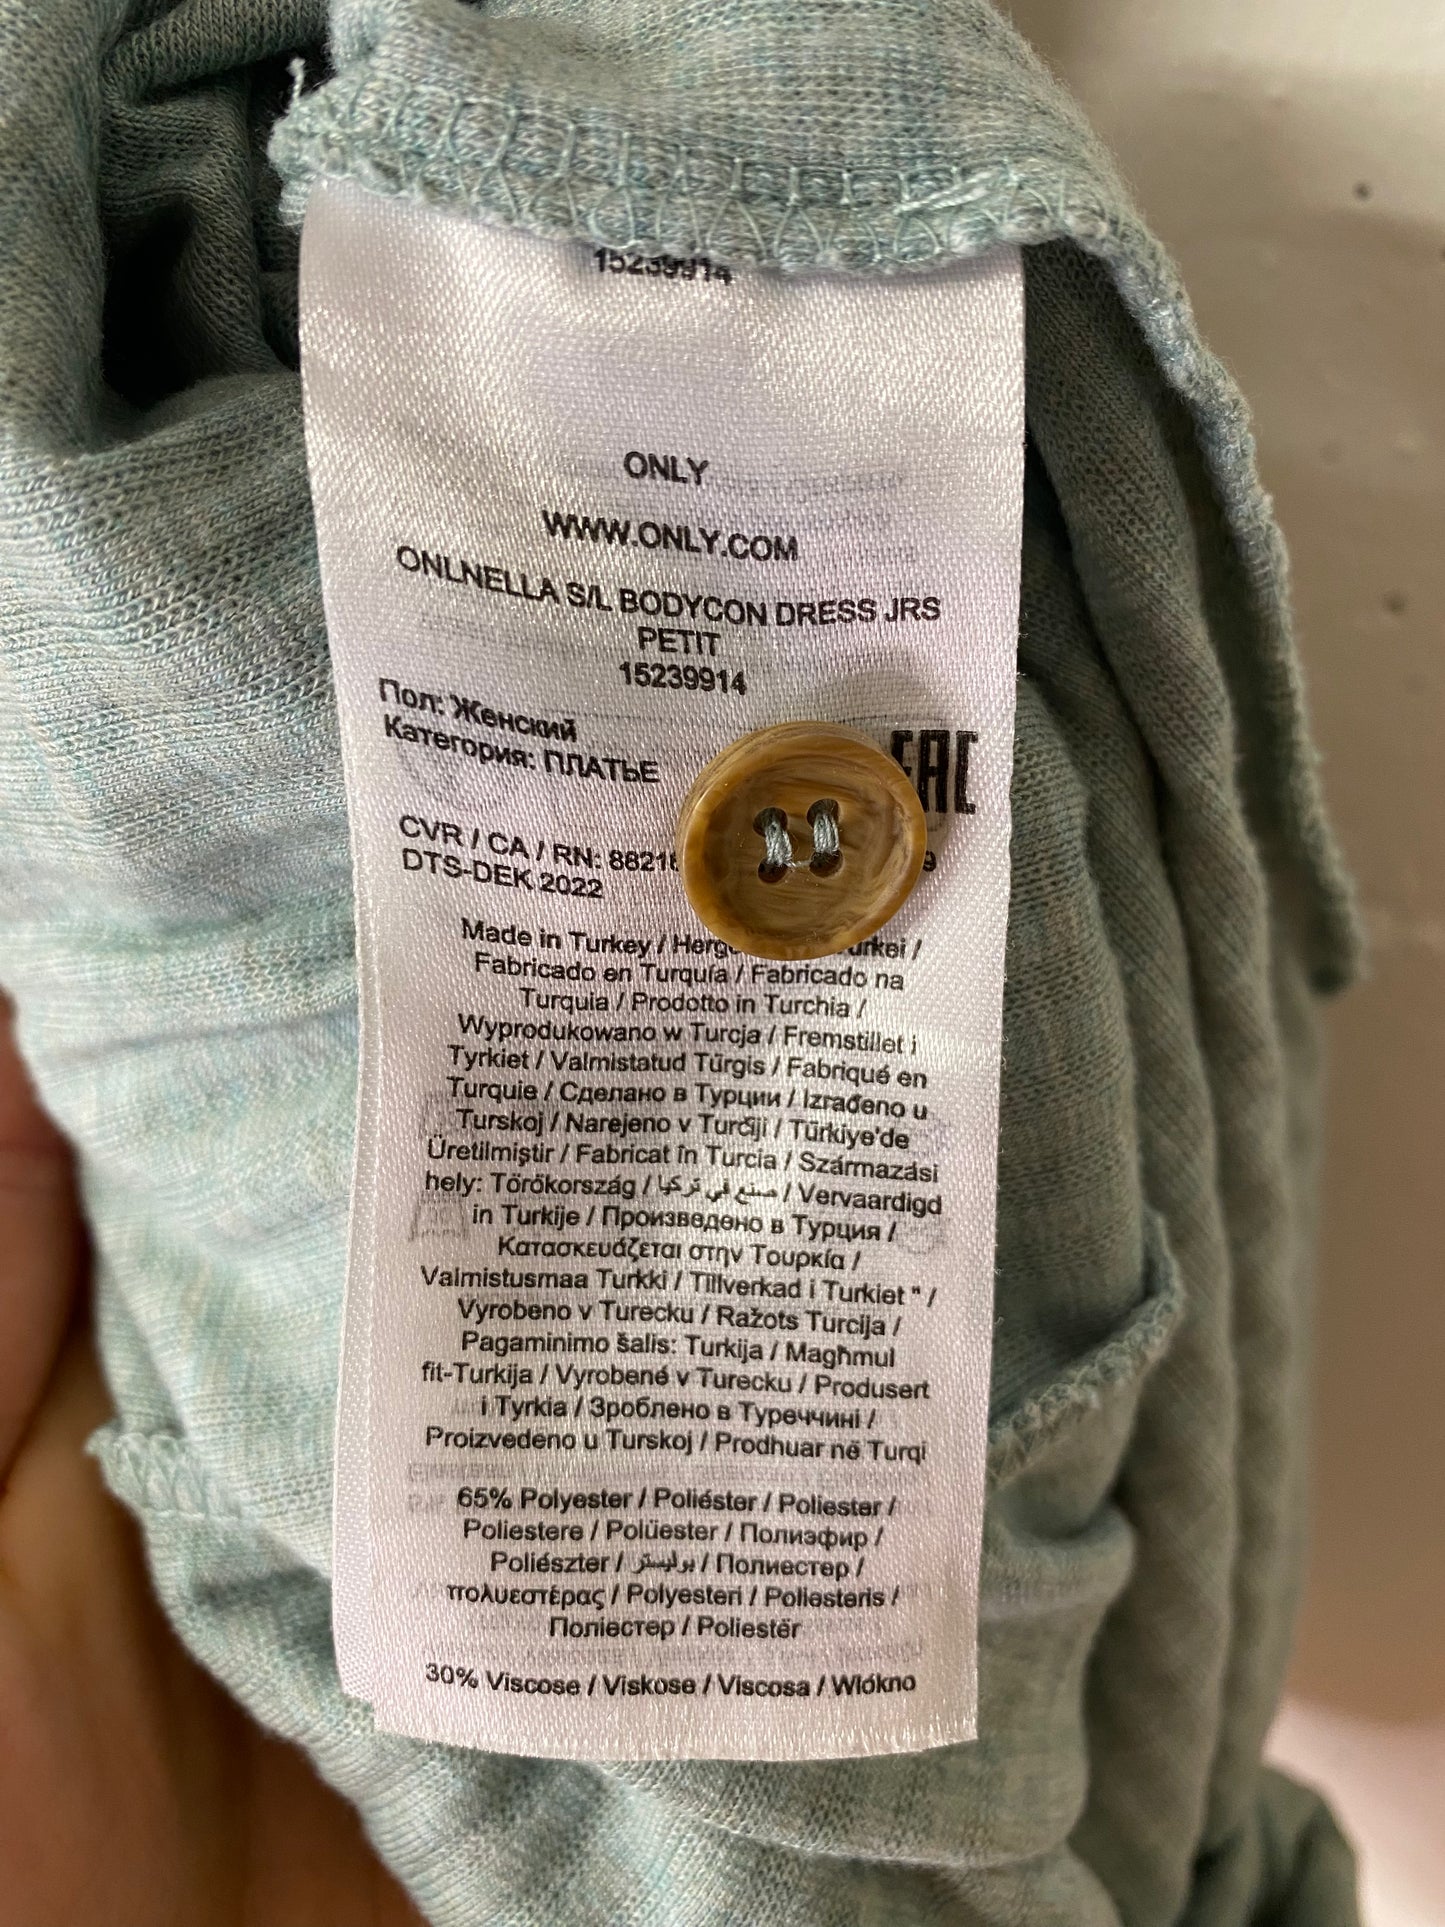 15239914
ONLY
WWW.ONLY.COM
ONLNELLA S/L BODYCON DRESS JRS
PETIT
15239914
Пол: Женский
Категория: ПЛАТЬЕ
EAC
CVR / CA / RN:
DTS-DEK 2022
Made in Turkey /
Fabricado en Turquía / Fabricado na
Turquia / Prodotto in Turchia /
Wyprodukowano w Turcja / Fremstillet i
Tyrkiet / Valmistatud Türgis / Fabriqué en
Turquie / Сделано в Турции / Izrađeno u
Turskoj / Narejeno v Turčiji / Türkiye'de
Üretilmiştir / Fabricat în Turcia / Származási
hely: Törökország / صنع في تركيا / Vervaardigd
in Turkije / Произведено в Турция /
Κατασκευάζεται στην Τουρκία /
Valmistusmaa Turkki / Tillverkad i Turkiet " /
Vyrobeno v Turecku / Ražots Turcija /
Pagaminimo šalis: Turkija / Magħmul
fit-Turkija / Vyrobené v Turecku / Produsert
i Tyrkia / Зроблено в Туреччині /
Proizvedeno u Turskoj / Prodhuar në Turqi
65% Polyester / Poliéster / Poliester /
Poliestere / Polüester / Полиэфир /
Poliészter / بوليستر / Полиестер /
πολυεστέρας / Polyesteri / Poliesteris /
Поліестер / Poliestër
30% Viscose / Viskose / Viscosa / Wiókno